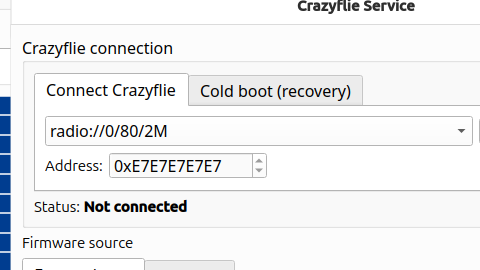 Crazyflie Service
Crazyflie connection
Connect Crazyflie
Cold boot (recovery)
radio://0/80/2M
Address: 0xE7E7E7E7E7
Status: Not connected
Firmware source